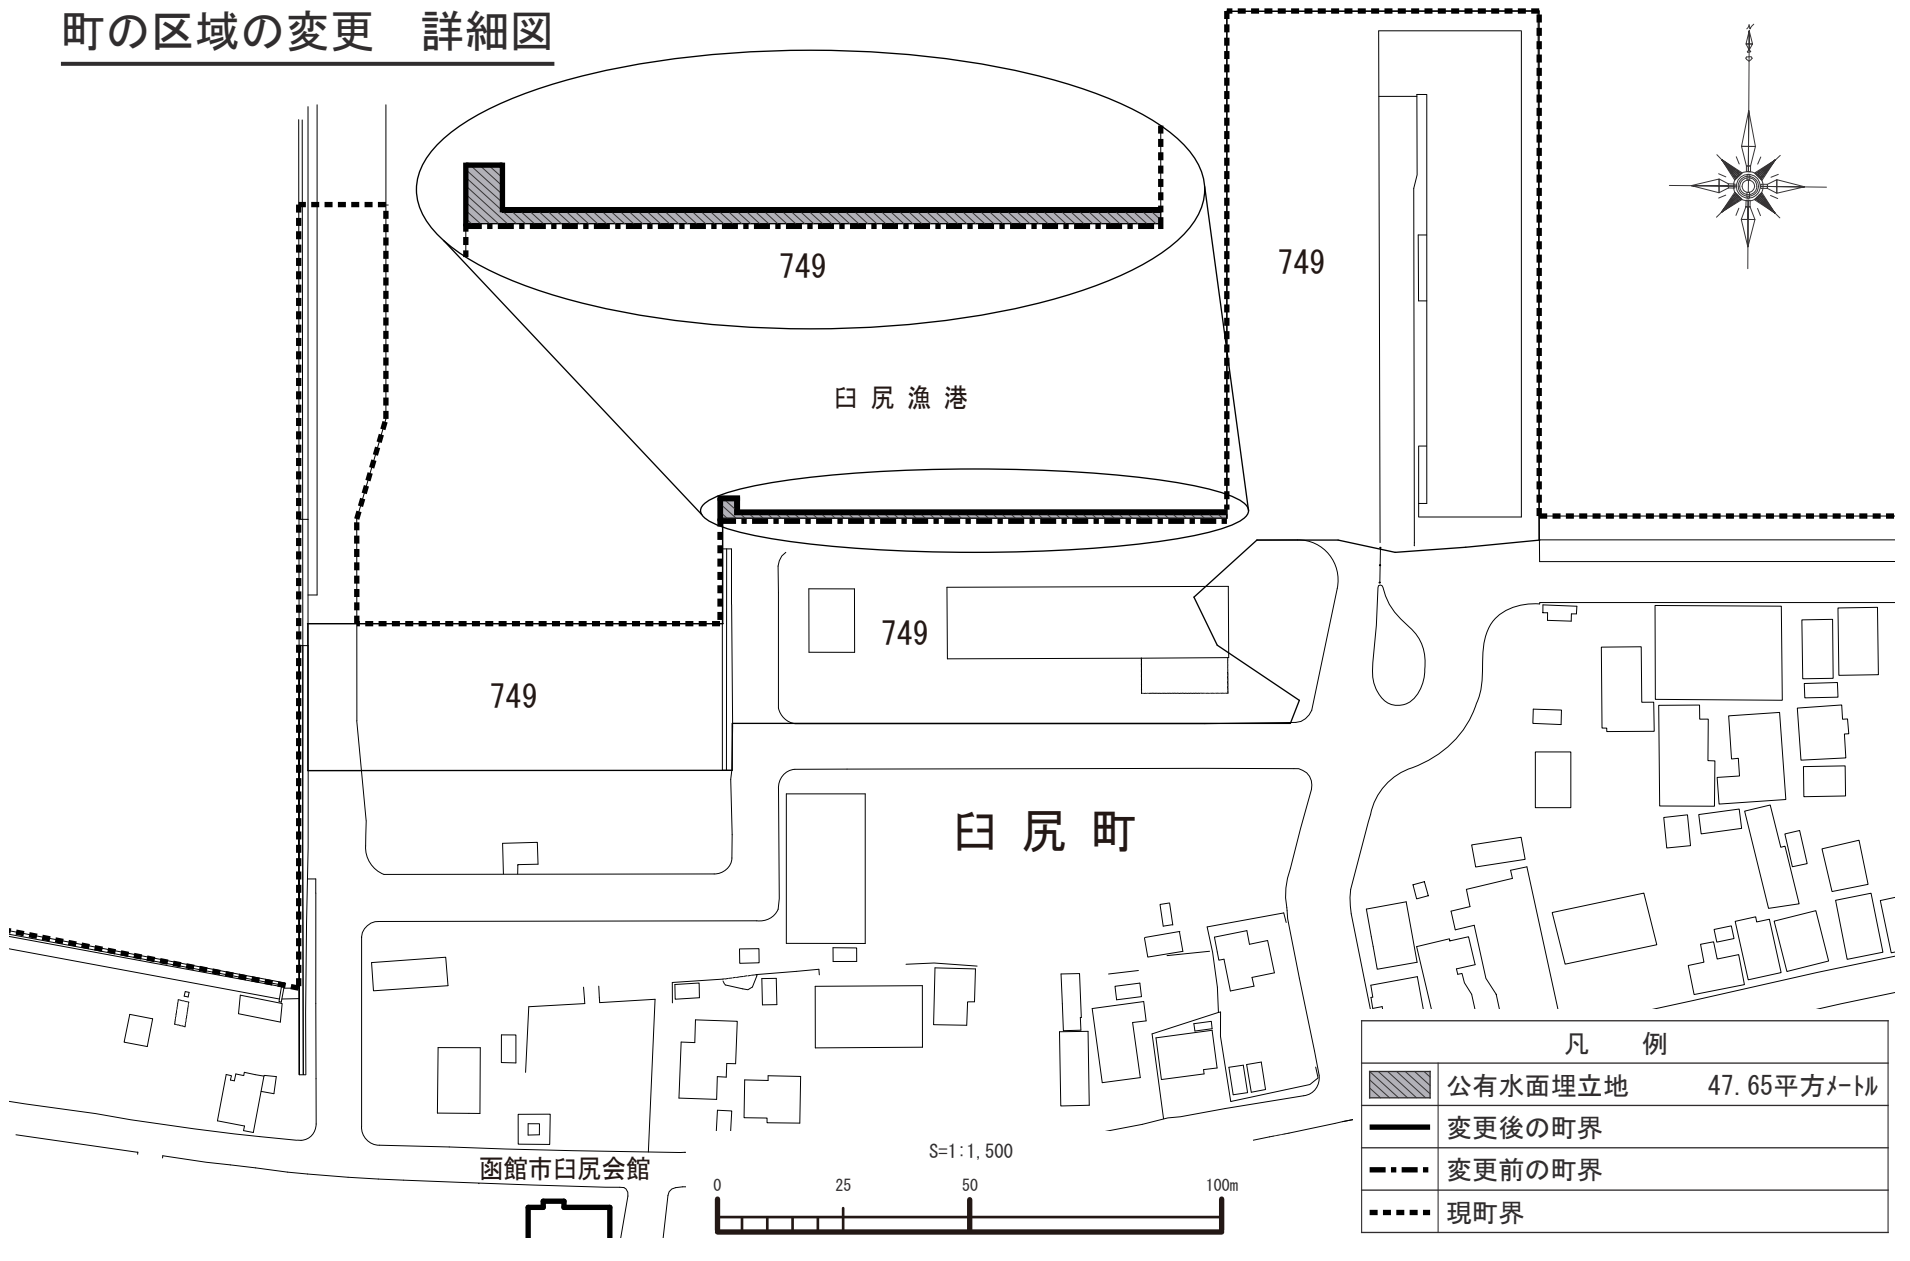 町の区域の変更　詳細図
N
749
749
臼尻漁港
749
749
臼尻町
凡　例
公有水面埋立地　47.65平方メートル
変更後の町界
変更前の町界
現町界
S=1:1,500
函館市臼尻会館
0 25 50 100m